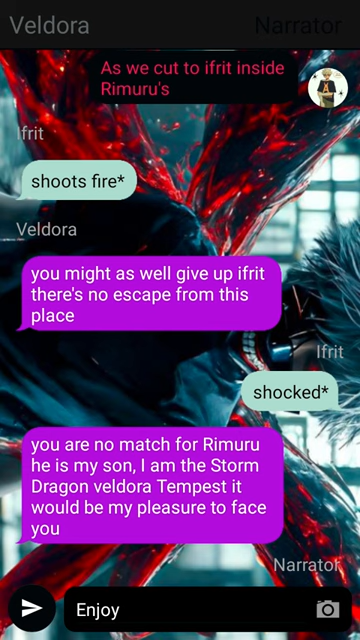 Veldora
Narrator
As we cut to ifrit inside
Rimuru's
Ifrit
shoots fire*
Veldora
you might as well give up ifrit
there's no escape from this
place
Ifrit
shocked*
you are no match for Rimuru
he is my son, I am the Storm
Dragon veldora Tempest it
would be my pleasure to face
you
Narrator
Enjoy